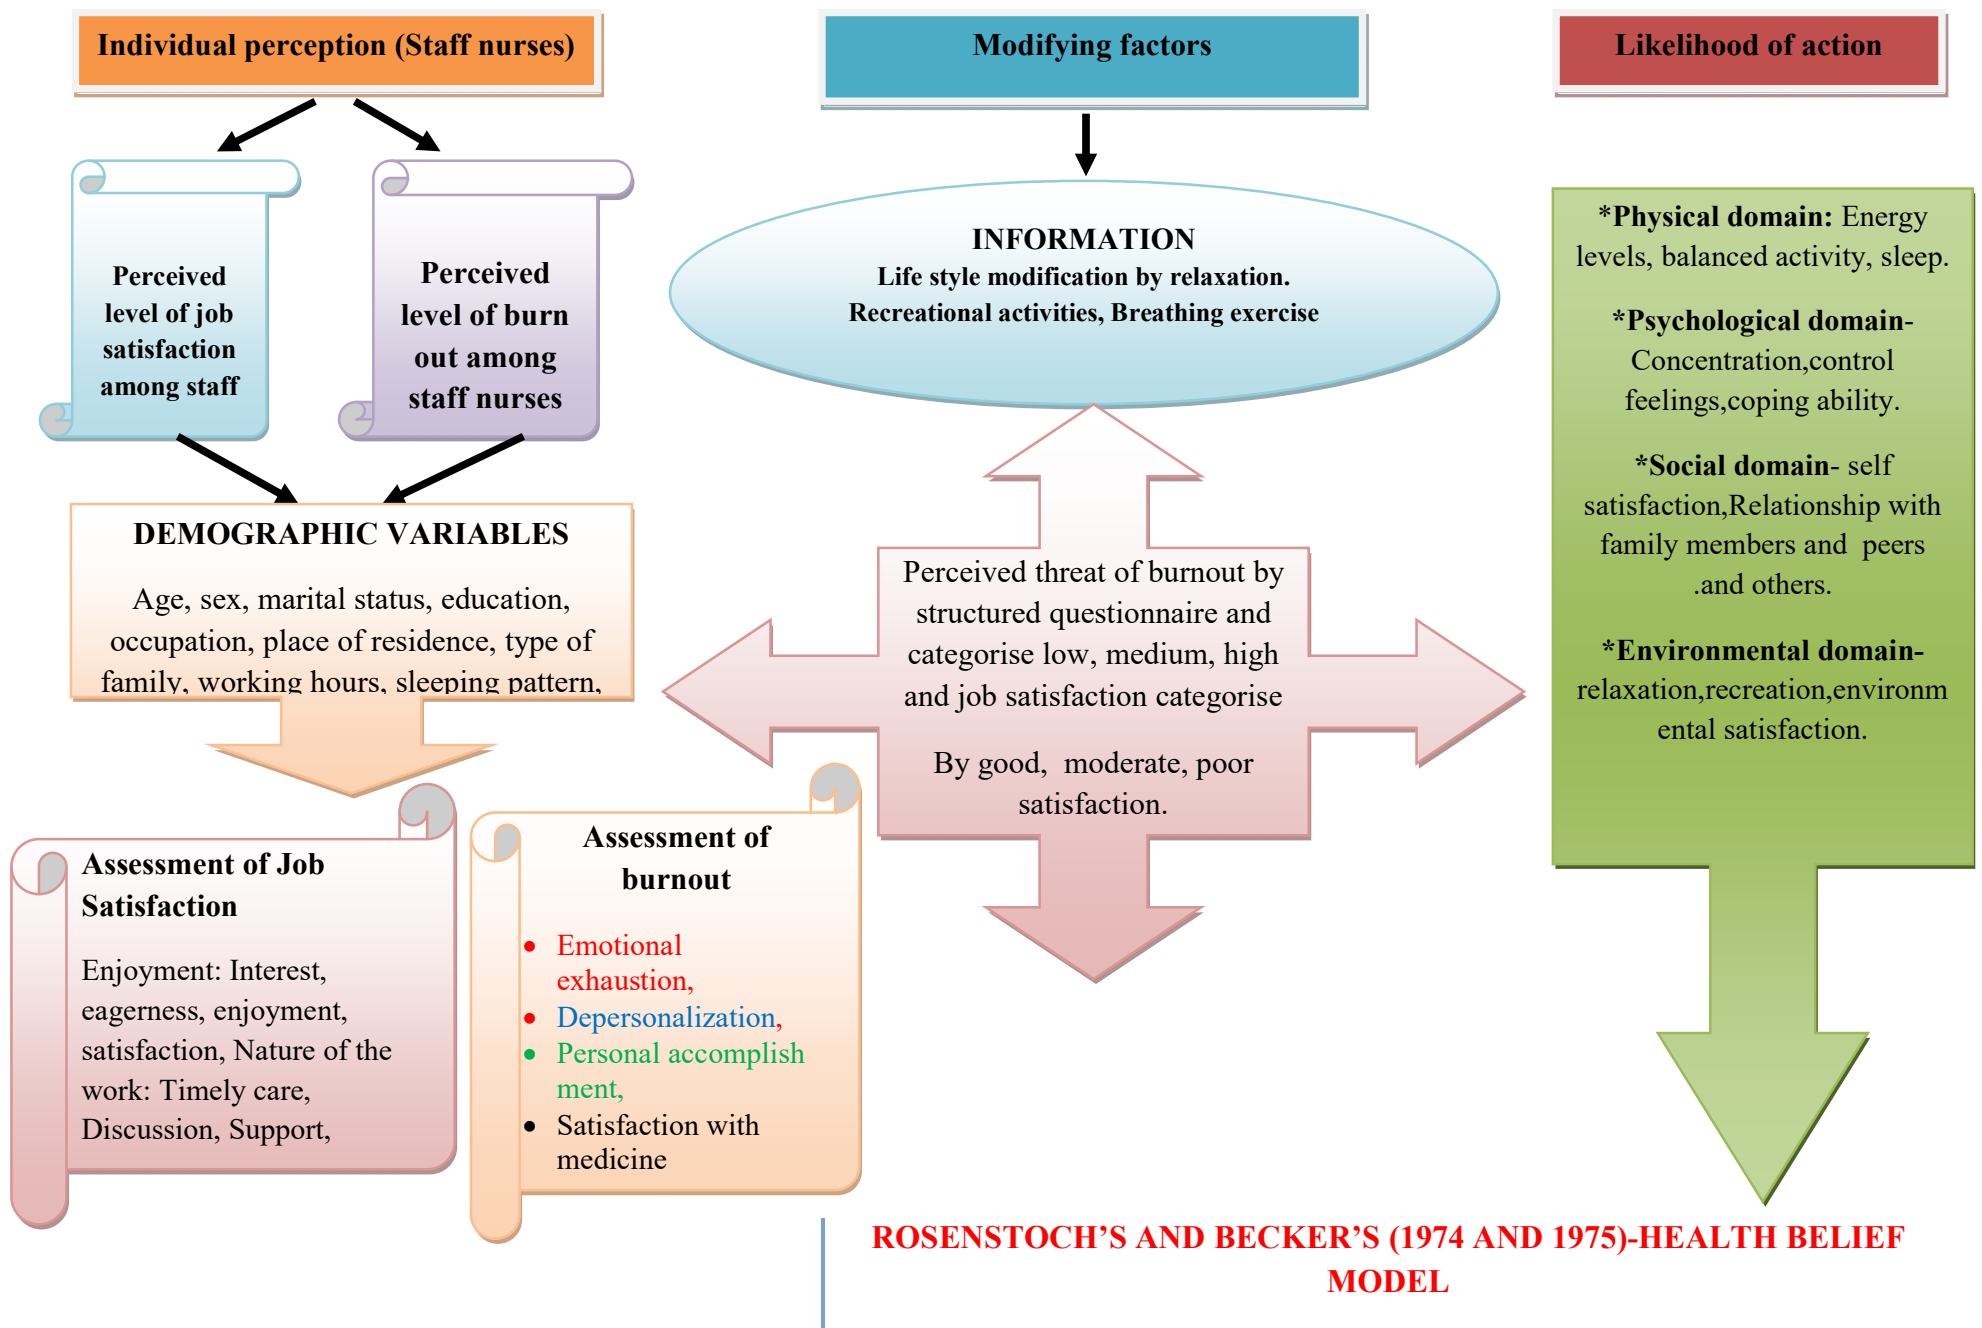 Individual perception (Staff nurses)
Modifying factors
Likelihood of action
Perceived
level of job
satisfaction
among staff
Perceived
level of burn
out among
staff nurses
INFORMATION
Life style modification by relaxation.
Recreational activities, Breathing exercise
*Physical domain: Energy
levels, balanced activity, sleep.
*Psychological domain-
Concentration,control
feelings,coping ability.
*Social domain- self
satisfaction,Relationship with
family members and peers
.and others.
*Environmental domain-
relaxation,recreation,environm
ental satisfaction.
DEMOGRAPHIC VARIABLES
Age, sex, marital status, education,
occupation, place of residence, type of
family, working hours, sleeping pattern,
Perceived threat of burnout by
structured questionnaire and
categorise low, medium, high
and job satisfaction categorise
By good, moderate, poor
satisfaction.
Assessment of Job
Satisfaction
Enjoyment: Interest,
eagerness, enjoyment,
satisfaction, Nature of the
work: Timely care,
Discussion, Support,
Assessment of
burnout
• Emotional
exhaustion,
• Depersonalization,
• Personal accomplish
ment,
• Satisfaction with
medicine
ROSENSTOCH'S AND BECKER'S (1974 AND 1975)-HEALTH BELIEF
MODEL